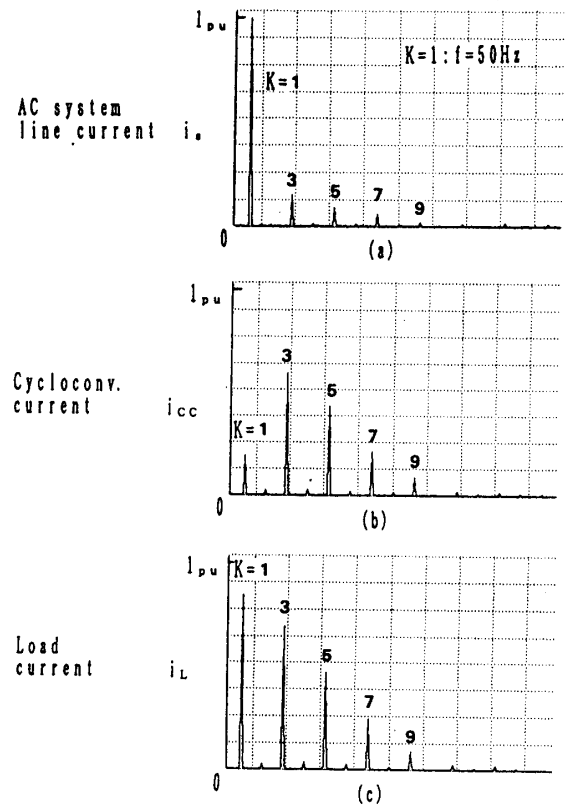 1pu
K=1:f=50Hz
K=1
AC system
line current is
3
5
7
9
0
(a)
1pu
3
5
Cycloconv.
current
iCC
K=1
7
9
0
(b)
1pu
K=1
3
5
Load
current
iL
7
9
0
(c)